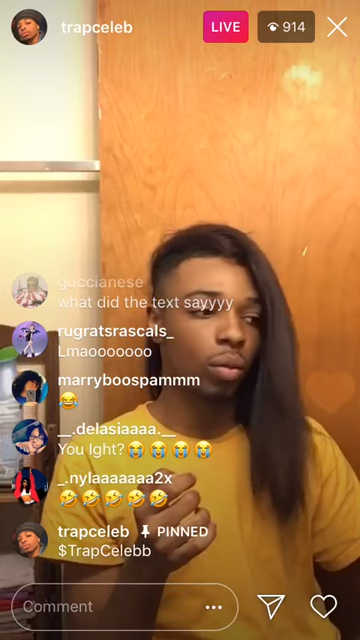 trapceleb
LIVE
914
guccianese
what did the text sayyyy
rugratsrascals_
Lmaooooooo
marryboospammm
😂
__.delasiaaaa.__
You Ight?😭😭😭😭
_.nylaaaaaaa2x
🤣🤣🤣🤣🤣
trapceleb 📌 PINNED
$TrapCelebb
Comment